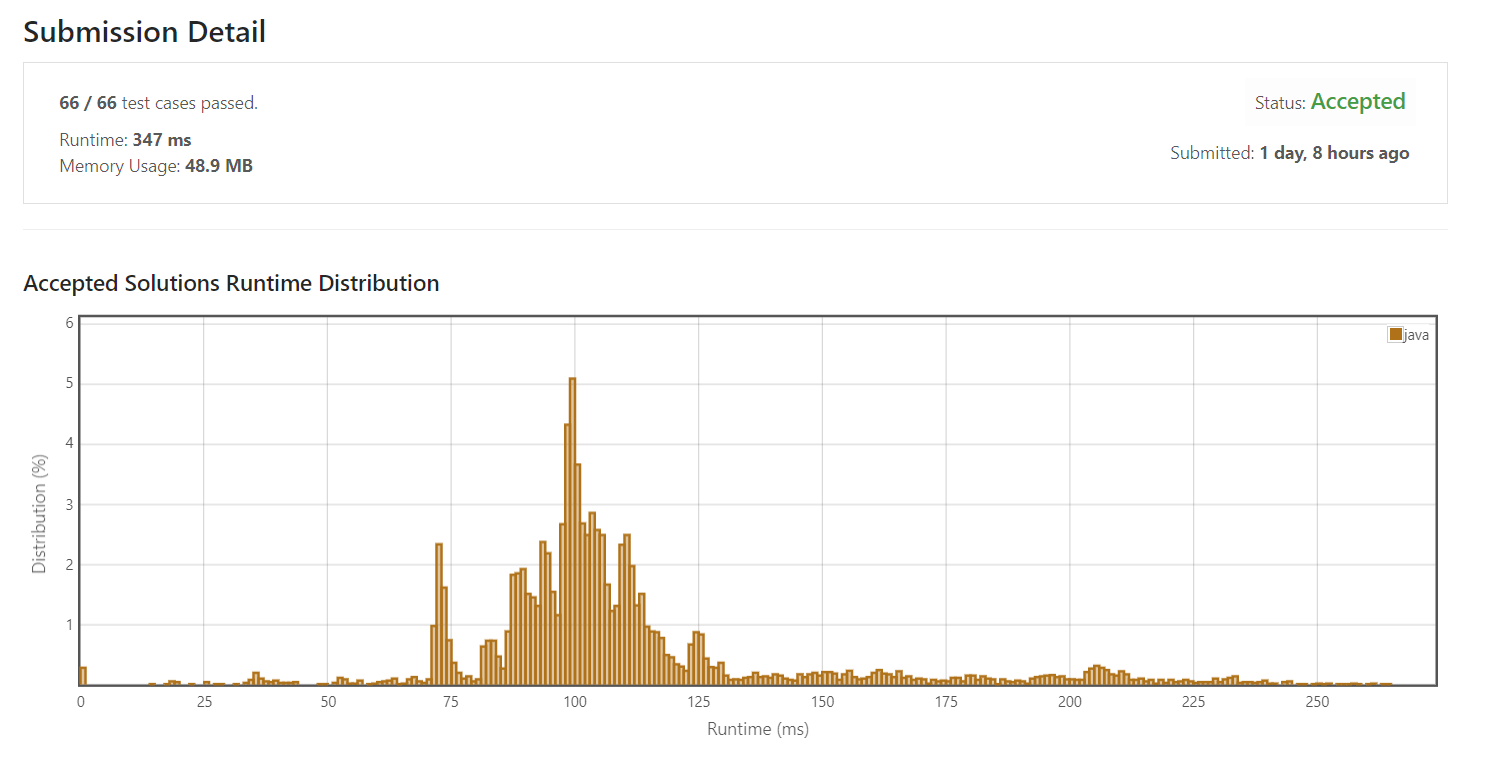 Submission Detail
66 / 66 test cases passed.
Status: Accepted
Runtime: 347 ms
Memory Usage: 48.9 MB
Submitted: 1 day, 8 hours ago
Accepted Solutions Runtime Distribution
java
6
5
4
3
2
1
Distribution (%)
0 25 50 75 100 125 150 175 200 225 250
Runtime (ms)